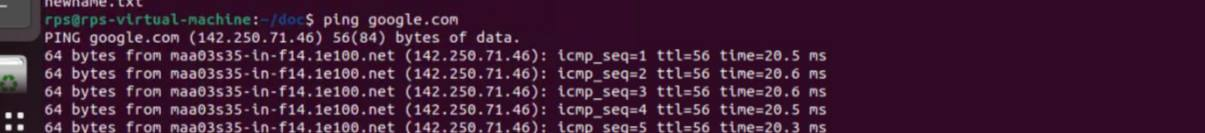 newname.txt
rps@rps-virtual-machine:~/doc$ ping google.com
PING google.com (142.250.71.46) 56(84) bytes of data.
64 bytes from maa03s35-in-f14.1e100.net (142.250.71.46): icmp_seq=1 ttl=56 time=20.5 ms
64 bytes from maa03s35-in-f14.1e100.net (142.250.71.46): icmp_seq=2 ttl=56 time=20.6 ms
64 bytes from maa03s35-in-f14.1e100.net (142.250.71.46): icmp_seq=3 ttl=56 time=20.6 ms
64 bytes from maa03s35-in-f14.1e100.net (142.250.71.46): icmp_seq=4 ttl=56 time=20.5 ms
64 bytes from maa03s35-in-f14.1e100.net (142.250.71.46): icmp_seq=5 ttl=56 time=20.3 ms